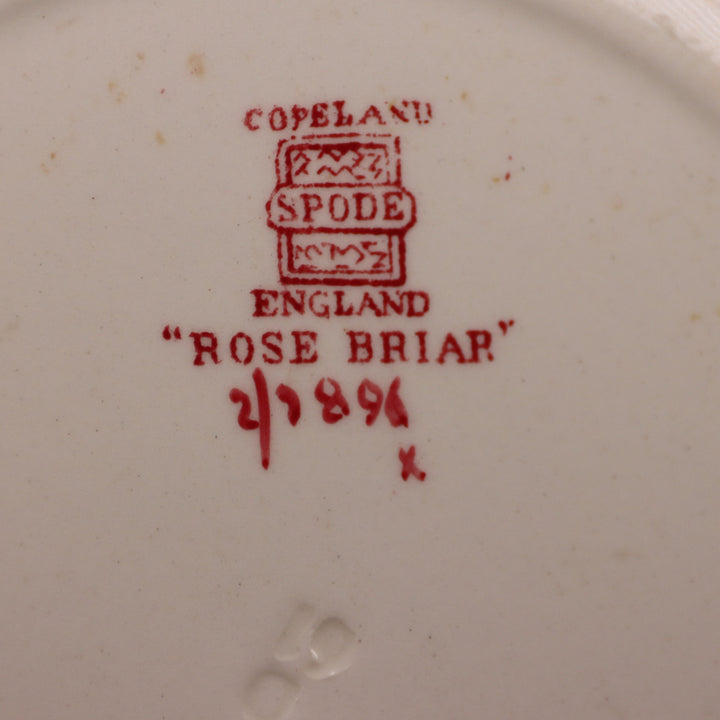 COPELAND
SPODE
ENGLAND
"ROSE BRIAR"
2/7896
x